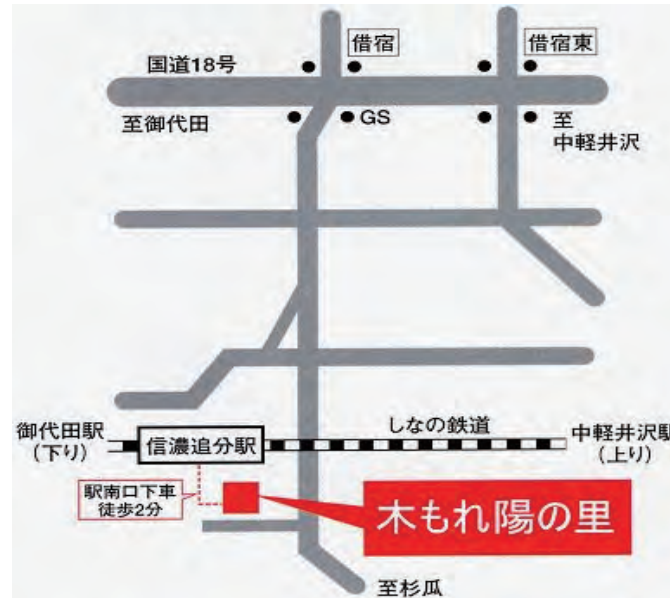 借宿
借宿東
国道18号
至御代田
GS
至
中軽井沢
御代田駅
(下り)
信濃追分駅
しなの鉄道
中軽井沢駅
(上り)
駅南口下車
徒歩2分
木もれ陽の里
至杉瓜